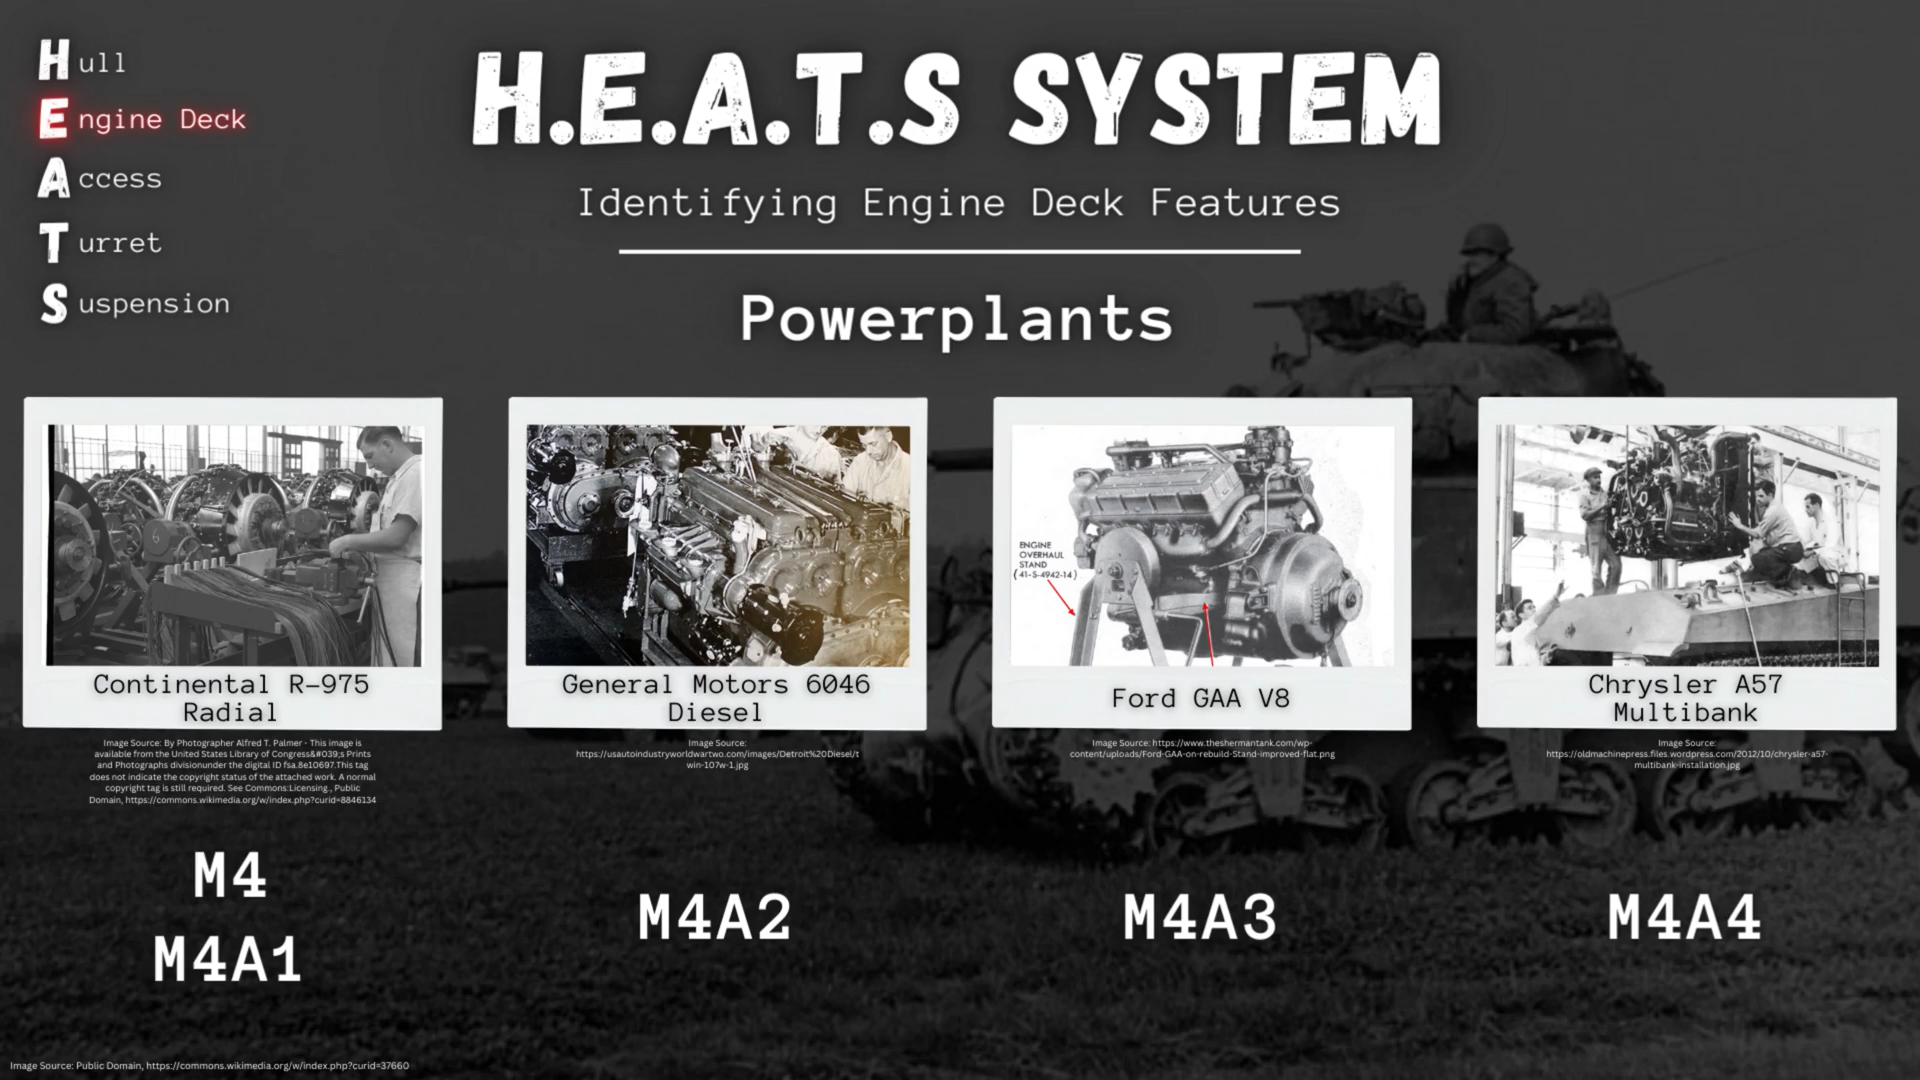 Hull
Engine Deck
Access
Turret
Suspension
H.E.A.T.S SYSTEM
Identifying Engine Deck Features
Powerplants
ENGINE
OVERHAUL
STAND
(41-S-4942-14)
Continental R-975
Radial
Image Source: By Photographer Alfred T. Palmer - This image is
available from the United States Library of Congress&#039;s Prints
and Photographs divisionunder the digital ID fsa.8e10697.This tag
does not indicate the copyright status of the attached work. A normal
copyright tag is still required. See Commons:Licensing., Public
Domain, https://commons.wikimedia.org/w/index.php?curid=8846134
General Motors 6046
Diesel
Image Source:
https://usautoindustryworldwartwo.com/images/Detroit%20Diesel/t
win-107w-1.jpg
Ford GAA V8
Image Source: https://www.theshermantank.com/wp-
content/uploads/Ford-GAA-on-rebuild-Stand-improved-flat.png
Chrysler A57
Multibank
Image Source:
https://oldmachinepress.files.wordpress.com/2012/10/chrysler-a57-
multibank-installation.jpg
M4
M4A1
M4A2
M4A3
M4A4
Image Source: Public Domain, https://commons.wikimedia.org/w/index.php?curid=37660